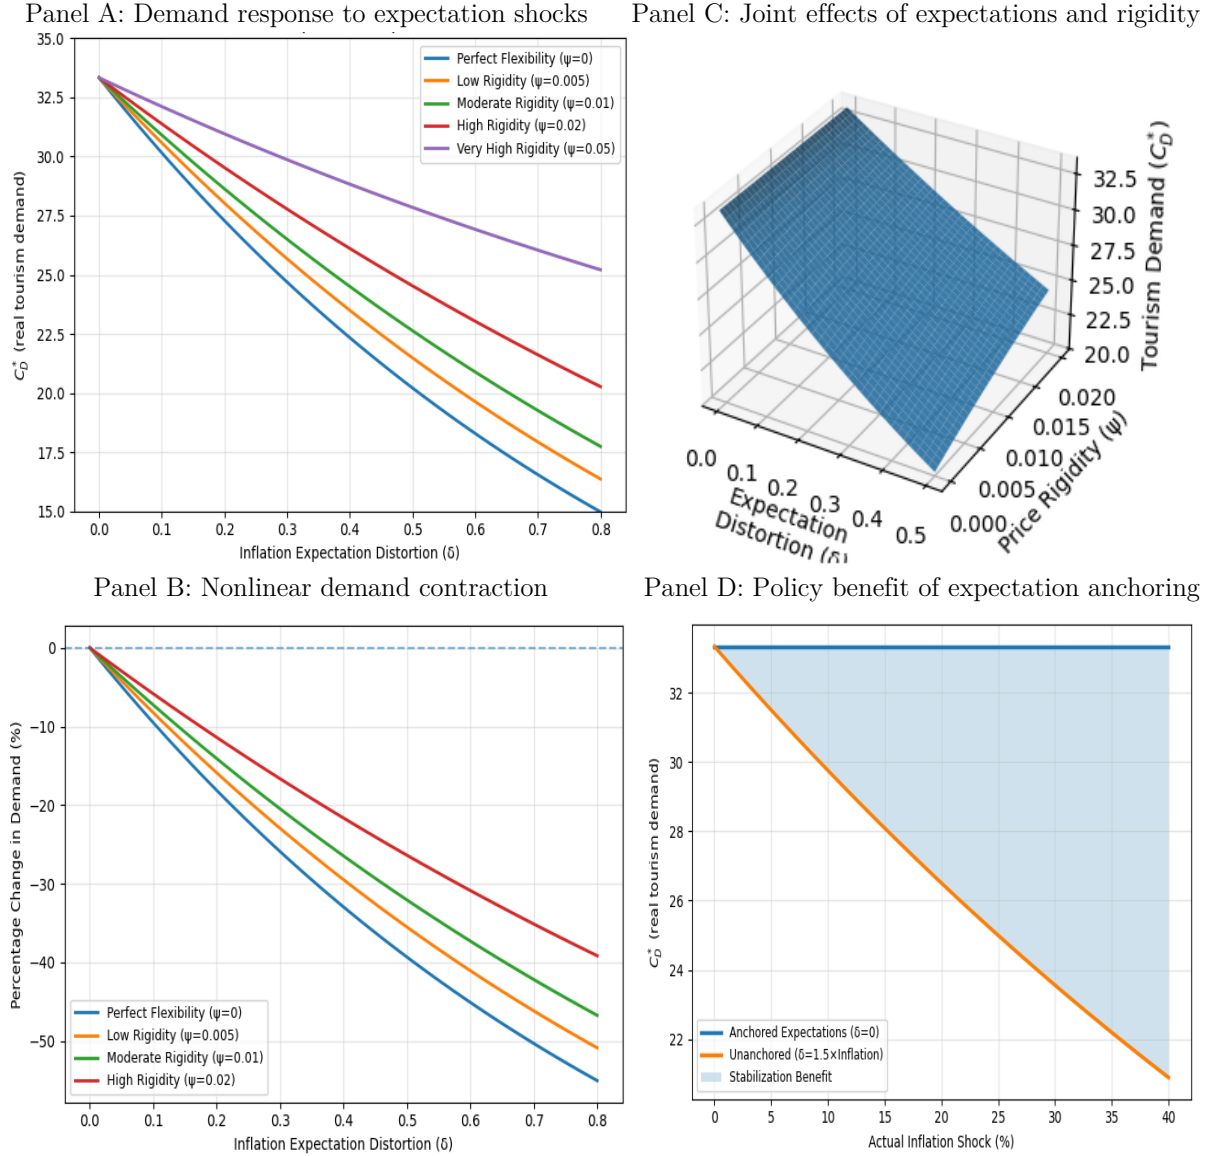 Panel A: Demand response to expectation shocks
35.0
32.5
30.0
27.5
25.0
22.5
20.0
17.5
15.0
C*D (real tourism demand)
Perfect Flexibility (ψ=0)
Low Rigidity (ψ=0.005)
Moderate Rigidity (ψ=0.01)
High Rigidity (ψ=0.02)
Very High Rigidity (ψ=0.05)
0.0 0.1 0.2 0.3 0.4 0.5 0.6 0.7 0.8
Inflation Expectation Distortion (δ)
Panel C: Joint effects of expectations and rigidity
Tourism Demand (C*D)
32.5
30.0
27.5
25.0
22.5
20.0
0.020
0.015
0.010
0.005
0.000
Price Rigidity (ψ)
0.0 0.1 0.2 0.3 0.4 0.5
Expectation
Distortion (δ)
Panel B: Nonlinear demand contraction
0
−10
−20
−30
−40
−50
Percentage Change in Demand (%)
Perfect Flexibility (ψ=0)
Low Rigidity (ψ=0.005)
Moderate Rigidity (ψ=0.01)
High Rigidity (ψ=0.02)
0.0 0.1 0.2 0.3 0.4 0.5 0.6 0.7 0.8
Inflation Expectation Distortion (δ)
Panel D: Policy benefit of expectation anchoring
32
30
28
26
24
22
C*D (real tourism demand)
Anchored Expectations (δ=0)
Unanchored (δ=1.5×Inflation)
Stabilization Benefit
0 5 10 15 20 25 30 35 40
Actual Inflation Shock (%)